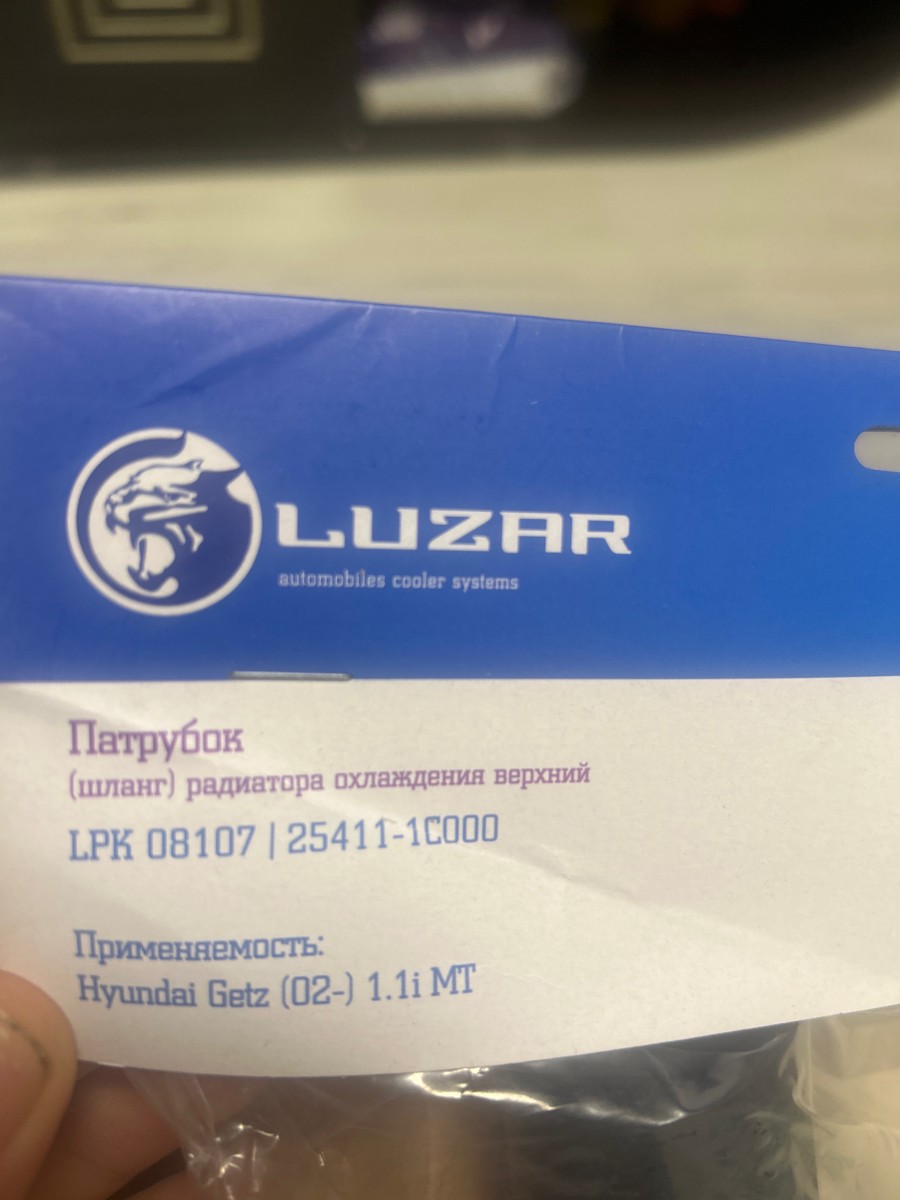 LUZAR
automobiles cooler systems
Патрубок
(шланг) радиатора охлаждения верхний
LPK 08107 | 25411-1C000
Применяемость:
Hyundai Getz (02-) 1.1i MT